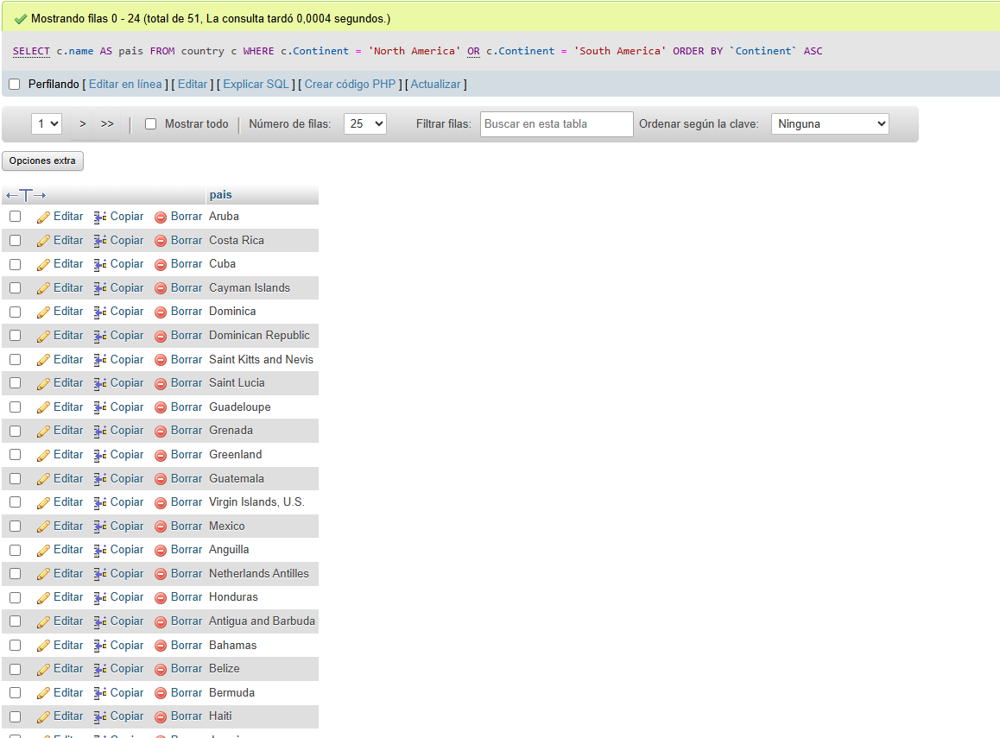 Mostrando filas 0 - 24 (total de 51, La consulta tardó 0,0004 segundos.)
SELECT c.name AS pais FROM country c WHERE c.Continent = 'North America' OR c.Continent = 'South America' ORDER BY `Continent` ASC
Perfilando [ Editar en línea ] [ Editar ] [ Explicar SQL ] [ Crear código PHP ] [ Actualizar ]
1 > >> | Mostrar todo | Número de filas: 25 Filtrar filas: Buscar en esta tabla Ordenar según la clave: Ninguna
Opciones extra
←T→ pais
Editar Copiar Borrar Aruba
Editar Copiar Borrar Costa Rica
Editar Copiar Borrar Cuba
Editar Copiar Borrar Cayman Islands
Editar Copiar Borrar Dominica
Editar Copiar Borrar Dominican Republic
Editar Copiar Borrar Saint Kitts and Nevis
Editar Copiar Borrar Saint Lucia
Editar Copiar Borrar Guadeloupe
Editar Copiar Borrar Grenada
Editar Copiar Borrar Greenland
Editar Copiar Borrar Guatemala
Editar Copiar Borrar Virgin Islands, U.S.
Editar Copiar Borrar Mexico
Editar Copiar Borrar Anguilla
Editar Copiar Borrar Netherlands Antilles
Editar Copiar Borrar Honduras
Editar Copiar Borrar Antigua and Barbuda
Editar Copiar Borrar Bahamas
Editar Copiar Borrar Belize
Editar Copiar Borrar Bermuda
Editar Copiar Borrar Haiti